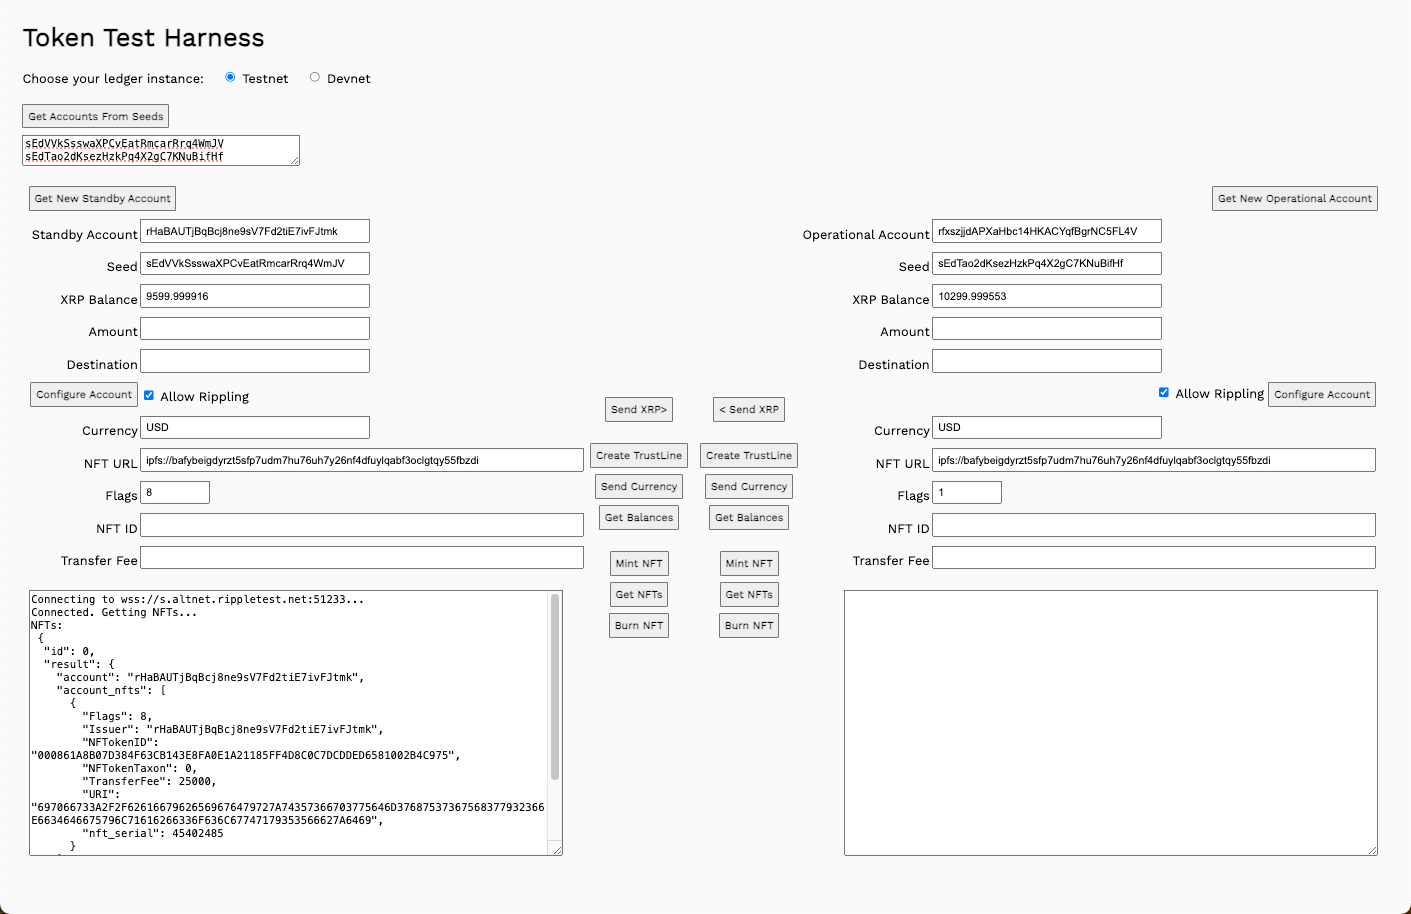 Token Test Harness
Choose your ledger instance: Testnet Devnet
Get Accounts From Seeds
sEdVVkSsswaXPCvEatRmcarRrq4WmJV
sEdTao2dKsezHzkPq4X2gC7KNuBifHf
Get New Standby Account
Get New Operational Account
Standby Account rHaBAUTjBqBcj8ne9sV7Fd2tiE7ivFJtmk
Operational Account rfxszjjdAPXaHbc14HKACYqfBgrNC5FL4V
Seed sEdVVkSsswaXPCvEatRmcarRrq4WmJV
Seed sEdTao2dKsezHzkPq4X2gC7KNuBifHf
XRP Balance 9599.999916
XRP Balance 10299.999553
Amount
Amount
Destination
Destination
Configure Account Allow Rippling
Allow Rippling Configure Account
Send XRP> < Send XRP
Currency USD
Currency USD
Create TrustLine Create TrustLine
NFT URL ipfs://bafybeigdyrzt5sfp7udm7hu76uh7y26nf4dfuylqabf3oclgtqy55fbzdi
NFT URL ipfs://bafybeigdyrzt5sfp7udm7hu76uh7y26nf4dfuylqabf3oclgtqy55fbzdi
Send Currency Send Currency
Flags 8
Flags 1
Get Balances Get Balances
NFT ID
NFT ID
Transfer Fee
Transfer Fee
Mint NFT Mint NFT
Get NFTs Get NFTs
Burn NFT Burn NFT
Connecting to wss://s.altnet.rippletest.net:51233...
Connected. Getting NFTs...
NFTs:
{
"id": 0,
"result": {
"account": "rHaBAUTjBqBcj8ne9sV7Fd2tiE7ivFJtmk",
"account_nfts": [
{
"Flags": 8,
"Issuer": "rHaBAUTjBqBcj8ne9sV7Fd2tiE7ivFJtmk",
"NFTokenID":
"000861A8B07D384F63CB143E8FA0E1A21185FF4D8C0C7DCDDED6581002B4C975",
"NFTokenTaxon": 0,
"TransferFee": 25000,
"URI":
"697066733A2F2F62616679626569676479727A74357366703775646D37687537367568377932366
E6634646675796C71616266336F636C67747179353566627A6469",
"nft_serial": 45402485
}